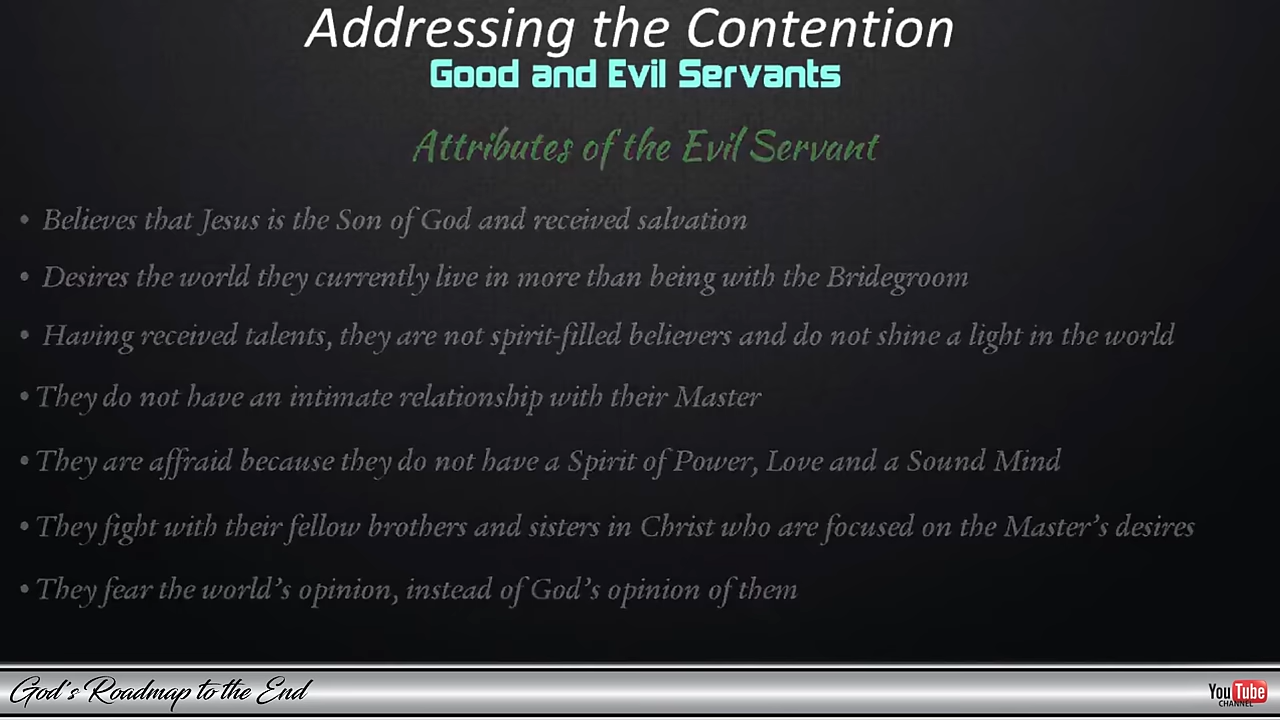 Addressing the Contention
Good and Evil Servants
Attributes of the Evil Servant
• Believes that Jesus is the Son of God and received salvation
• Desires the world they currently live in more than being with the Bridegroom
• Having received talents, they are not spirit-filled believers and do not shine a light in the world
• They do not have an intimate relationship with their Master
• They are affraid because they do not have a Spirit of Power, Love and a Sound Mind
• They fight with their fellow brothers and sisters in Christ who are focused on the Master’s desires
• They fear the world’s opinion, instead of God’s opinion of them
God's Roadmap to the End
YouTube
CHANNEL